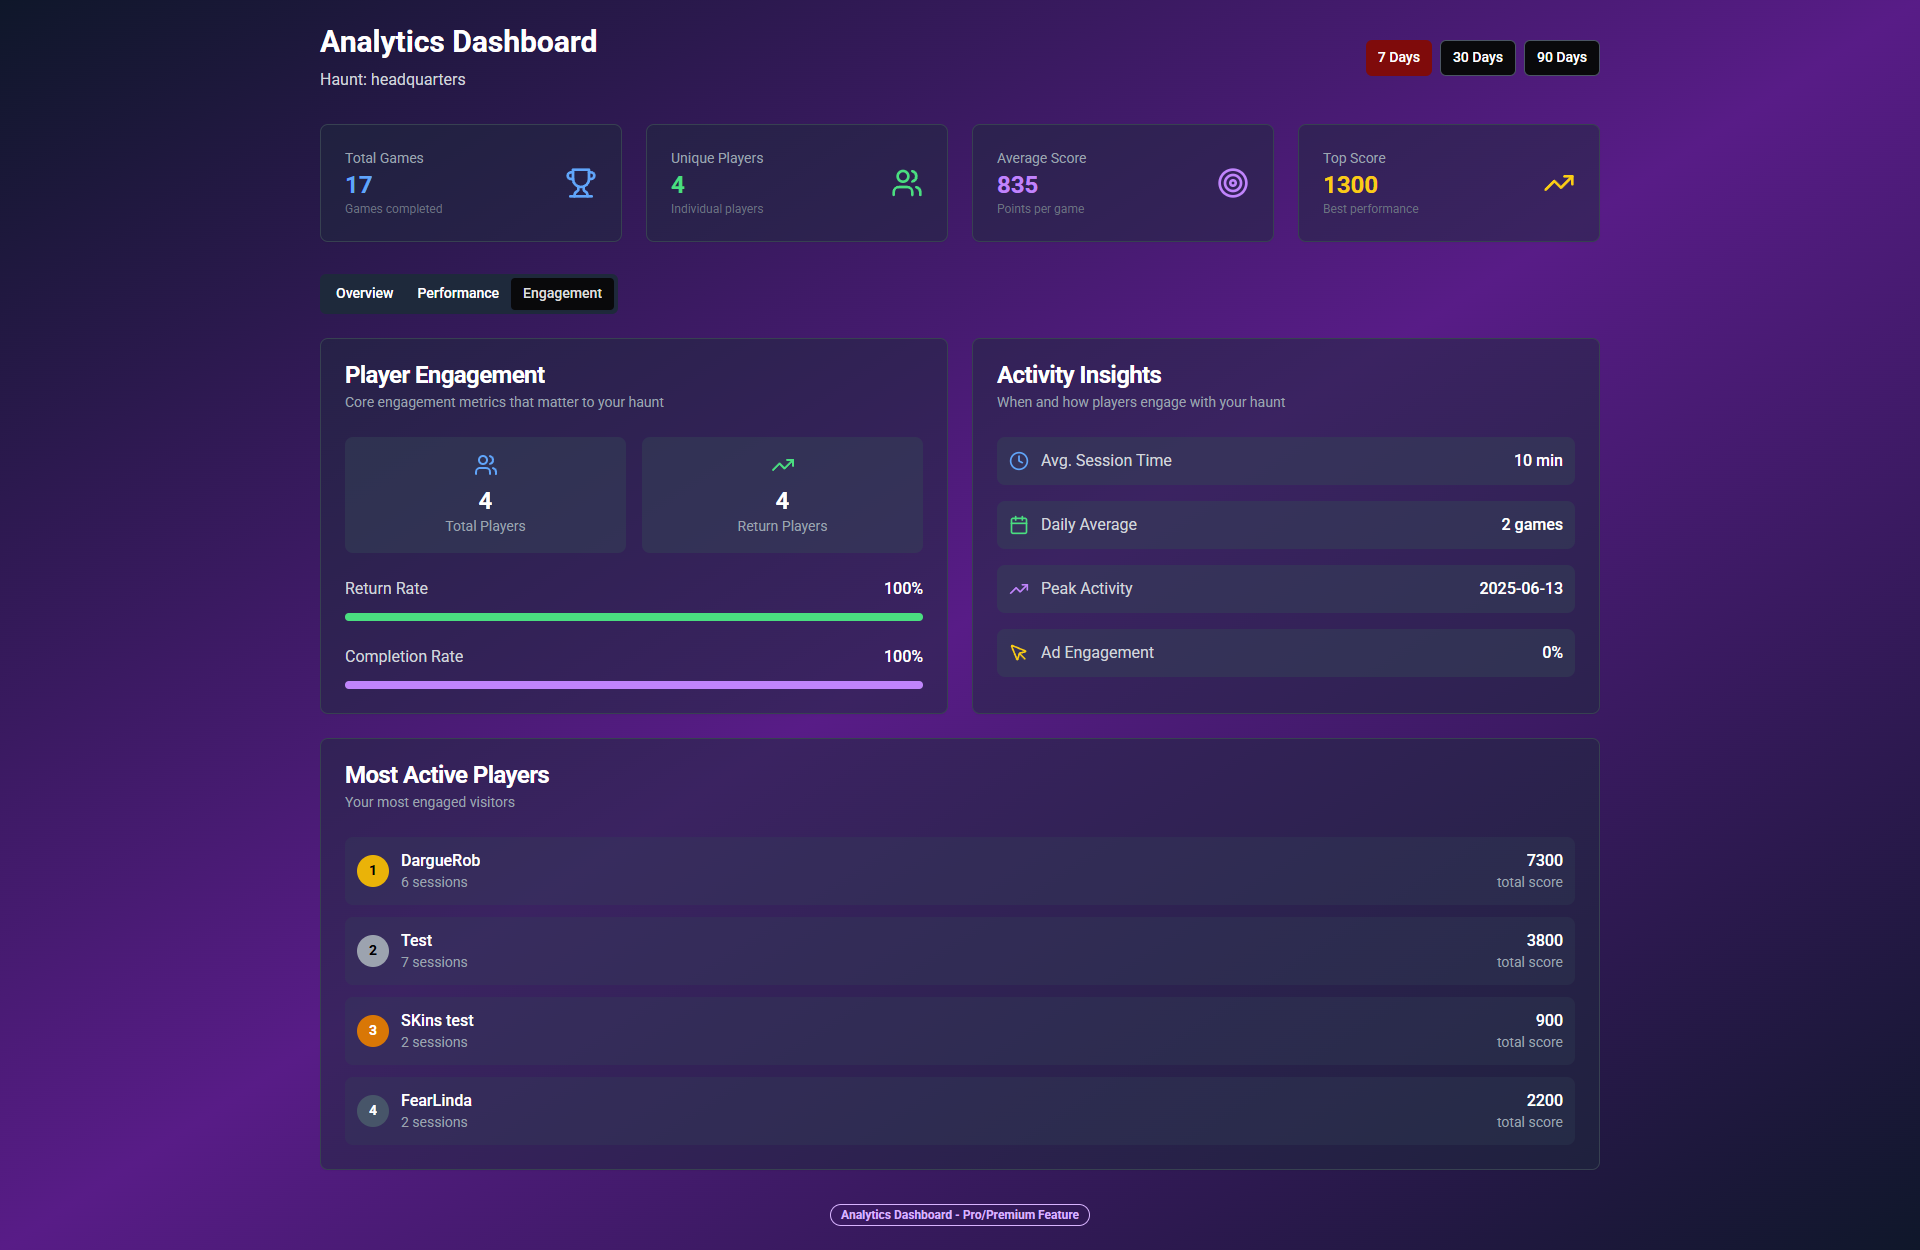 Analytics Dashboard
Haunt: headquarters
7 Days
30 Days
90 Days
Total Games
17
Games completed
Unique Players
4
Individual players
Average Score
835
Points per game
Top Score
1300
Best performance
Overview
Performance
Engagement
Player Engagement
Core engagement metrics that matter to your haunt
4
Total Players
4
Return Players
Return Rate
100%
Completion Rate
100%
Activity Insights
When and how players engage with your haunt
Avg. Session Time
10 min
Daily Average
2 games
Peak Activity
2025-06-13
Ad Engagement
0%
Most Active Players
Your most engaged visitors
1
DargueRob
6 sessions
7300
total score
2
Test
7 sessions
3800
total score
3
SKins test
2 sessions
900
total score
4
FearLinda
2 sessions
2200
total score
Analytics Dashboard - Pro/Premium Feature